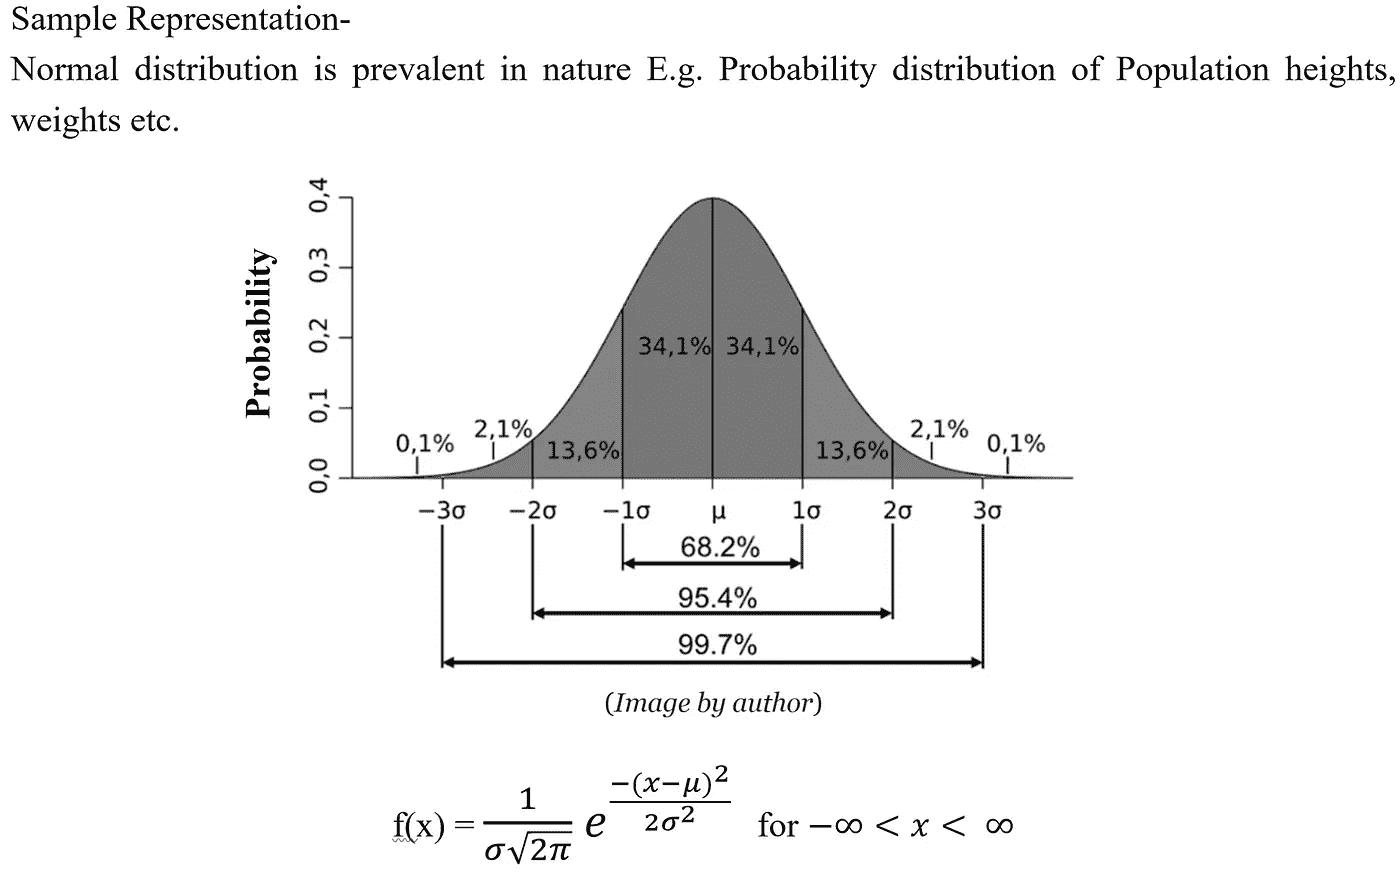 Sample Representation-
Normal distribution is prevalent in nature E.g. Probability distribution of Population heights,
weights etc.
Probability
0,0 0,1 0,2 0,3 0,4
34,1% 34,1%
0,1% 2,1% 13,6% 13,6% 2,1% 0,1%
−3σ −2σ −1σ μ 1σ 2σ 3σ
68.2%
95.4%
99.7%
(Image by author)
f(x) = 1/(σ√2π) e^(−(x−μ)²/2σ²) for −∞ < x < ∞